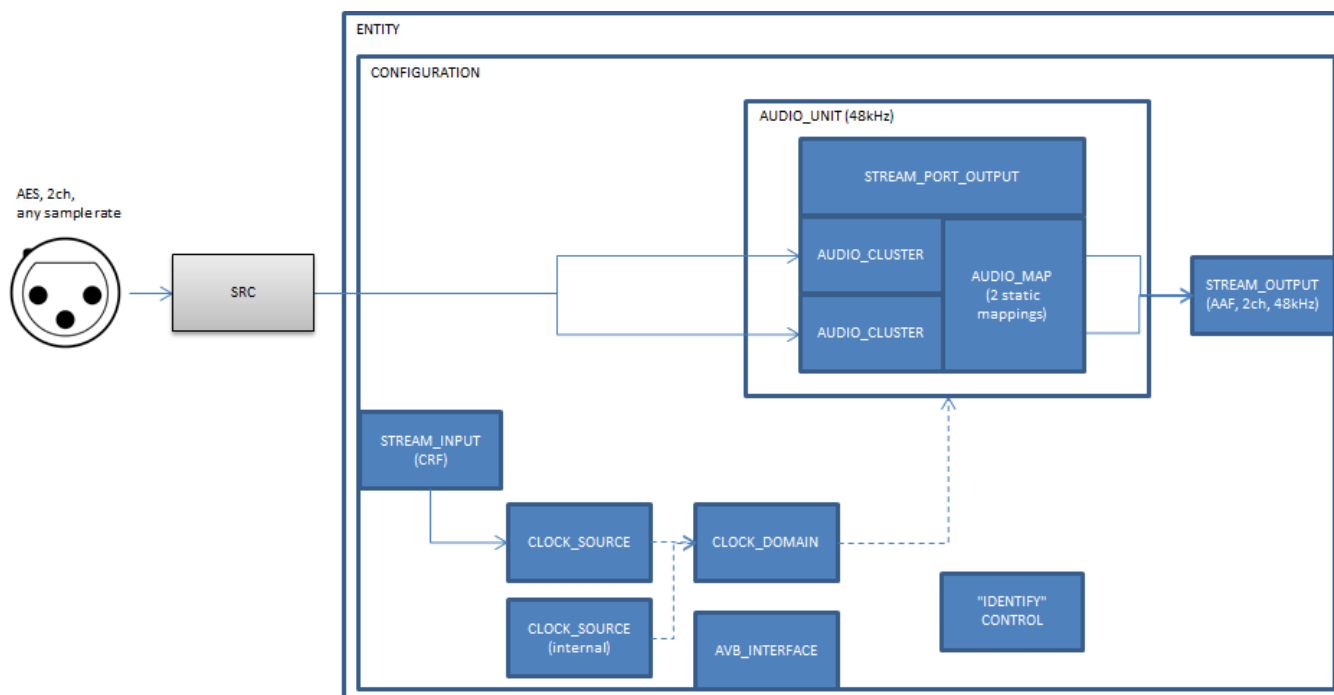 ENTITY
CONFIGURATION
AUDIO_UNIT (48kHz)
STREAM_PORT_OUTPUT
AES, 2ch,
any sample rate
SRC
AUDIO_CLUSTER
AUDIO_CLUSTER
AUDIO_MAP
(2 static
mappings)
STREAM_OUTPUT
(AAF, 2ch, 48kHz)
STREAM_INPUT
(CRF)
CLOCK_SOURCE
CLOCK_DOMAIN
CLOCK_SOURCE
(internal)
AVB_INTERFACE
"IDENTIFY"
CONTROL